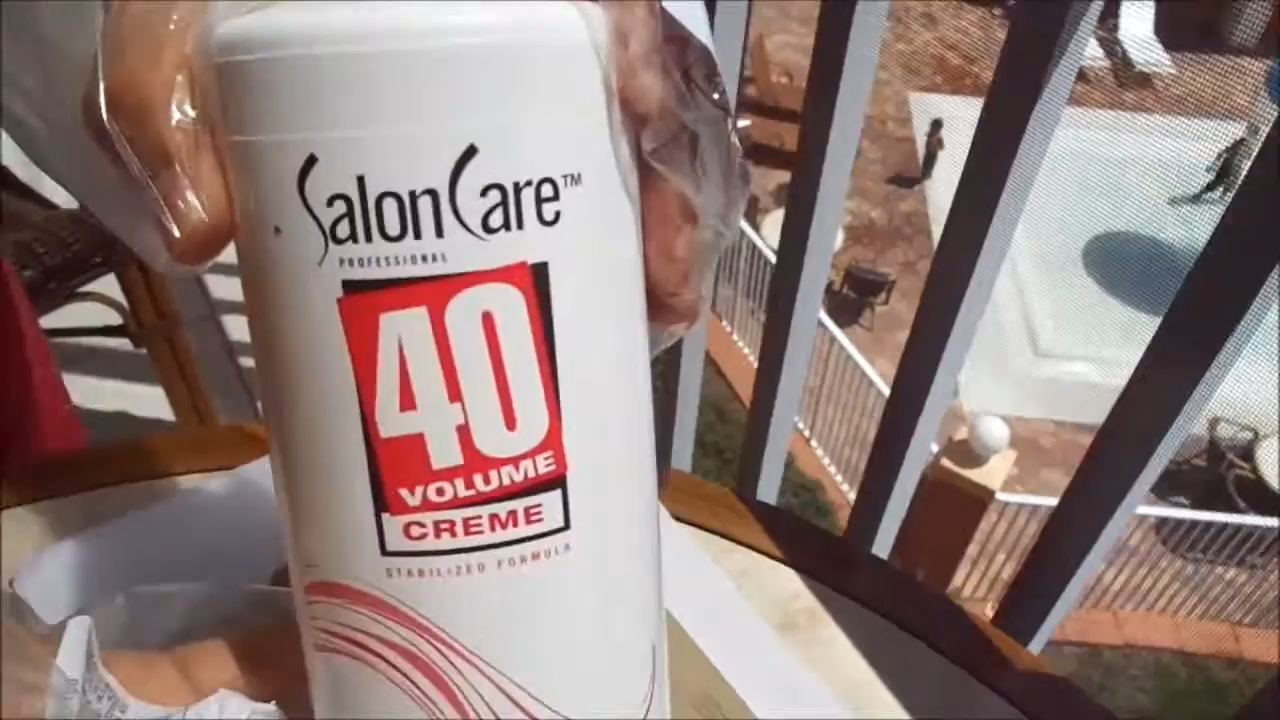 SalonCare™
PROFESSIONAL
40
VOLUME
CREME
STABILIZED FORMULA